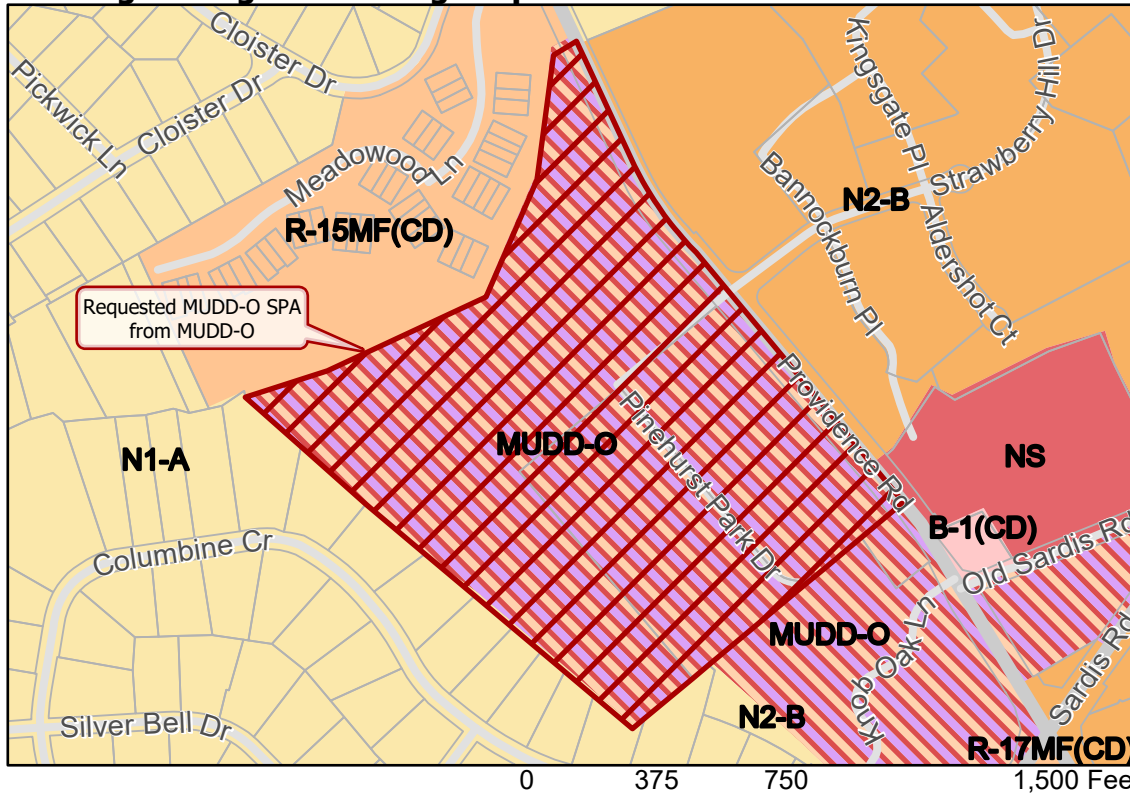 Cloister Dr
Kingsgate Pl
Strawberry Hill Dr
Pickwick Ln
Cloister Dr
Meadowood Ln
Bannockburn Pl
N2-B
Aldershot Ct
R-15MF(CD)
Requested MUDD-O SPA
from MUDD-O
Providence Rd
Pinehurst Park Dr
MUDD-O
N1-A
NS
B-1(CD)
Old Sardis Rd
Columbine Cr
MUDD-O
Knob Oak Ln
Sardis Rd
Silver Bell Dr
N2-B
R-17MF(CD)
0 375 750 1,500 Fee